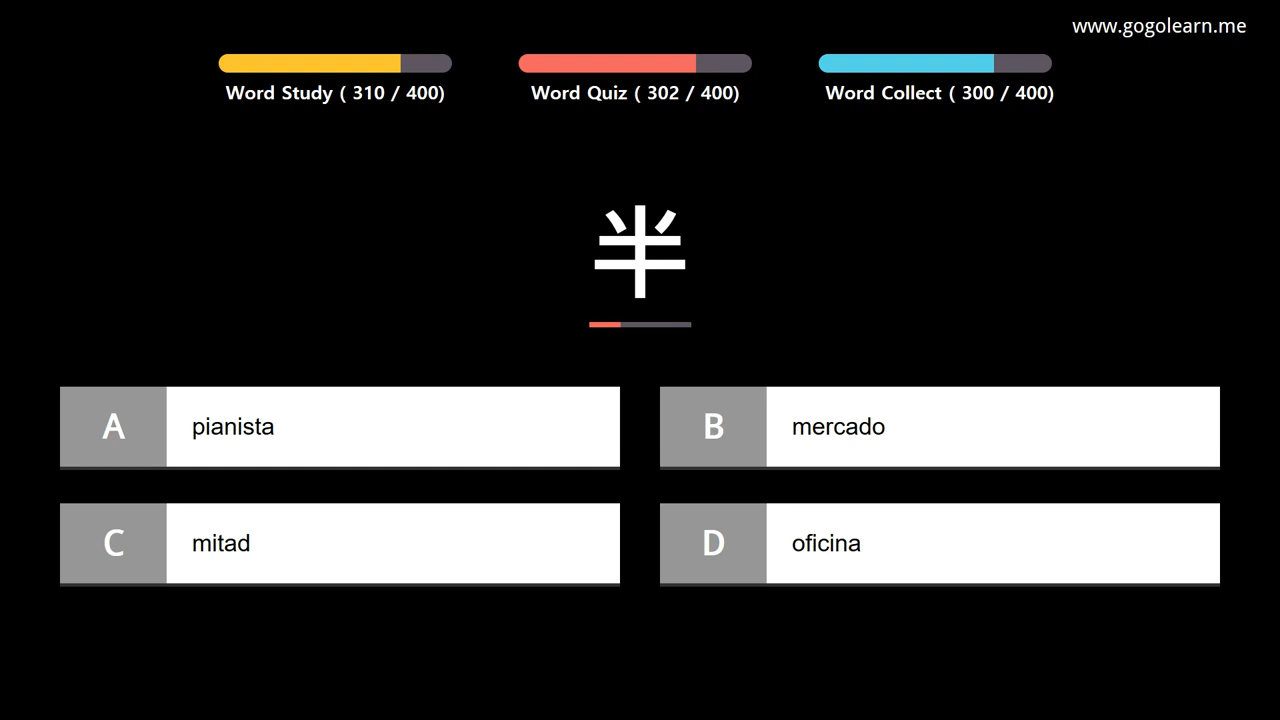 www.gogolearn.me
Word Study ( 310 / 400)
Word Quiz ( 302 / 400)
Word Collect ( 300 / 400)
半
A pianista
B mercado
C mitad
D oficina